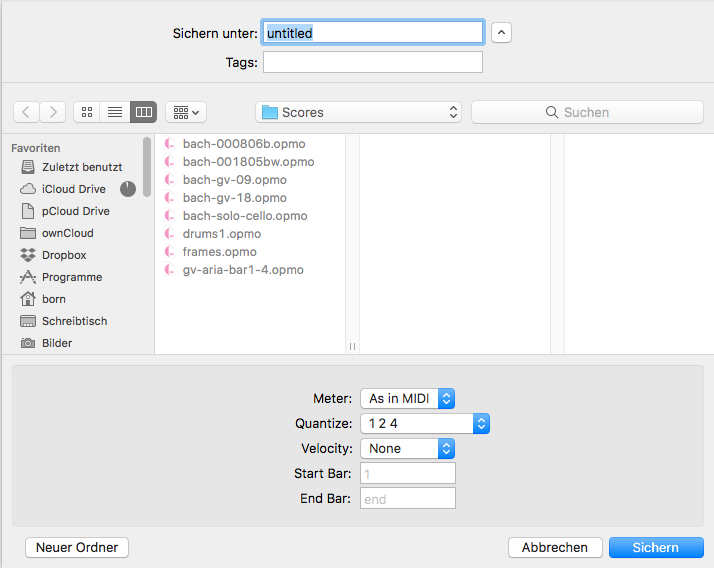 Sichern unter: untitled
Tags:
Scores
Suchen
Favoriten
Zuletzt benutzt
iCloud Drive
pCloud Drive
ownCloud
Dropbox
Programme
born
Schreibtisch
Bilder
bach-000806b.opmo
bach-001805bw.opmo
bach-gv-09.opmo
bach-gv-18.opmo
bach-solo-cello.opmo
drums1.opmo
frames.opmo
gv-aria-bar1-4.opmo
Meter: As in MIDI
Quantize: 1 2 4
Velocity: None
Start Bar: 1
End Bar: end
Neuer Ordner
Abbrechen
Sichern